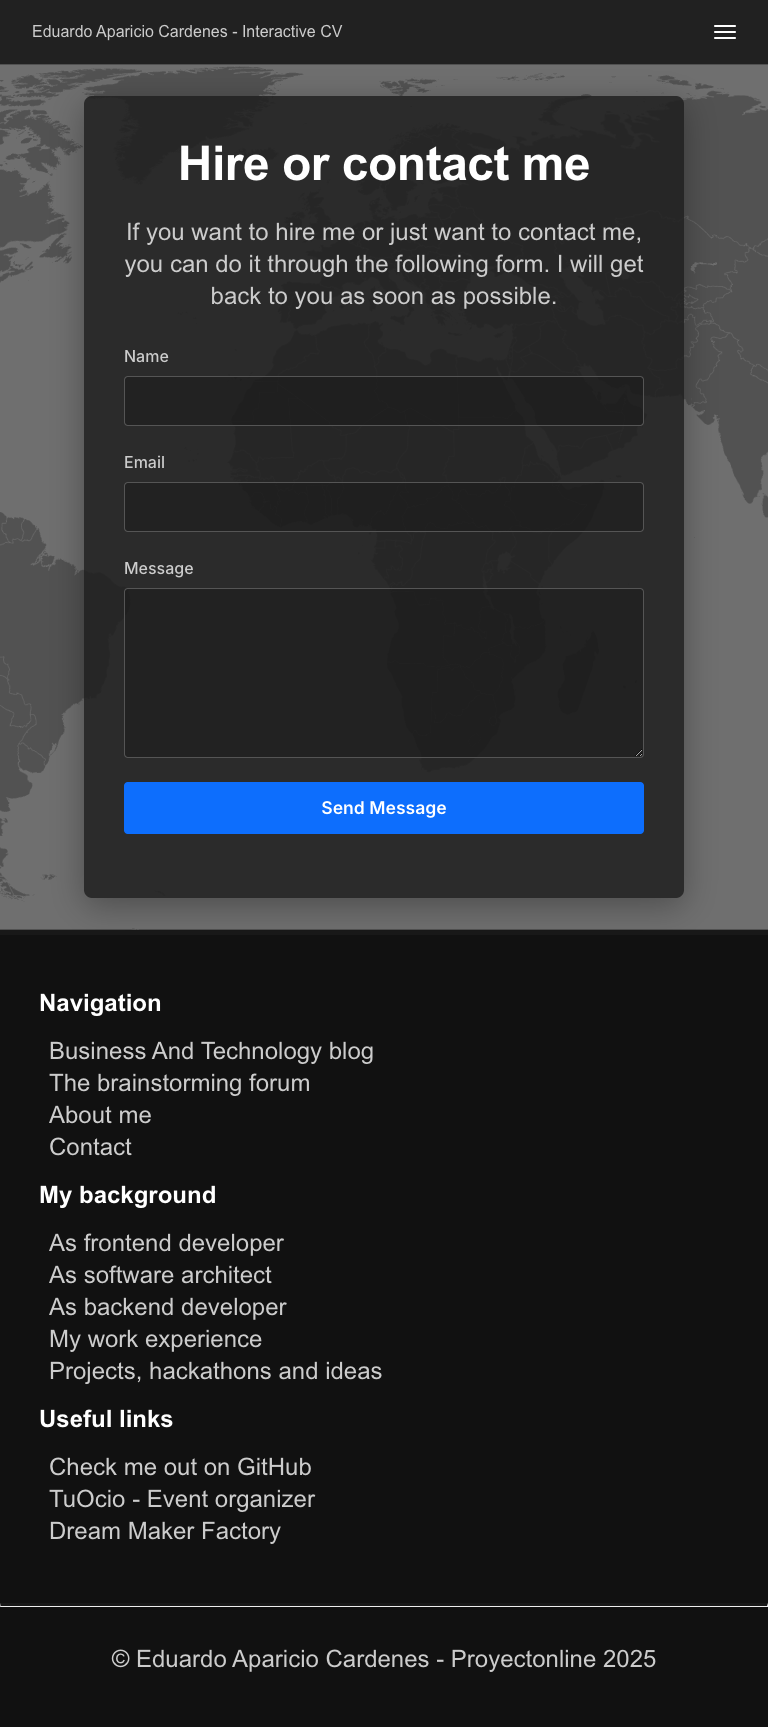 Eduardo Aparicio Cardenes - Interactive CV
Hire or contact me
If you want to hire me or just want to contact me,
you can do it through the following form. I will get
back to you as soon as possible.
Name
Email
Message
Send Message
Navigation
Business And Technology blog
The brainstorming forum
About me
Contact
My background
As frontend developer
As software architect
As backend developer
My work experience
Projects, hackathons and ideas
Useful links
Check me out on GitHub
TuOcio - Event organizer
Dream Maker Factory
© Eduardo Aparicio Cardenes - Proyectonline 2025